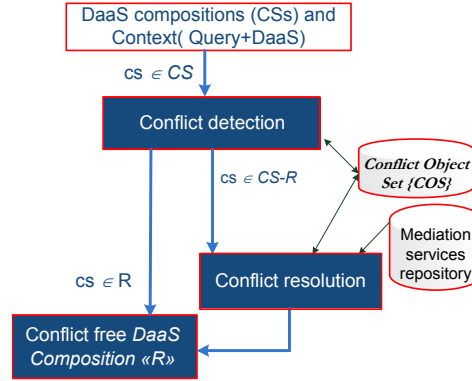 DaaS compositions (CSs) and
Context( Query+DaaS)
cs ∈ CS
Conflict detection
cs ∈ CS-R
Conflict Object
Set {COS}
Mediation
services
repository
cs ∈ R
Conflict resolution
Conflict free DaaS
Composition «R»